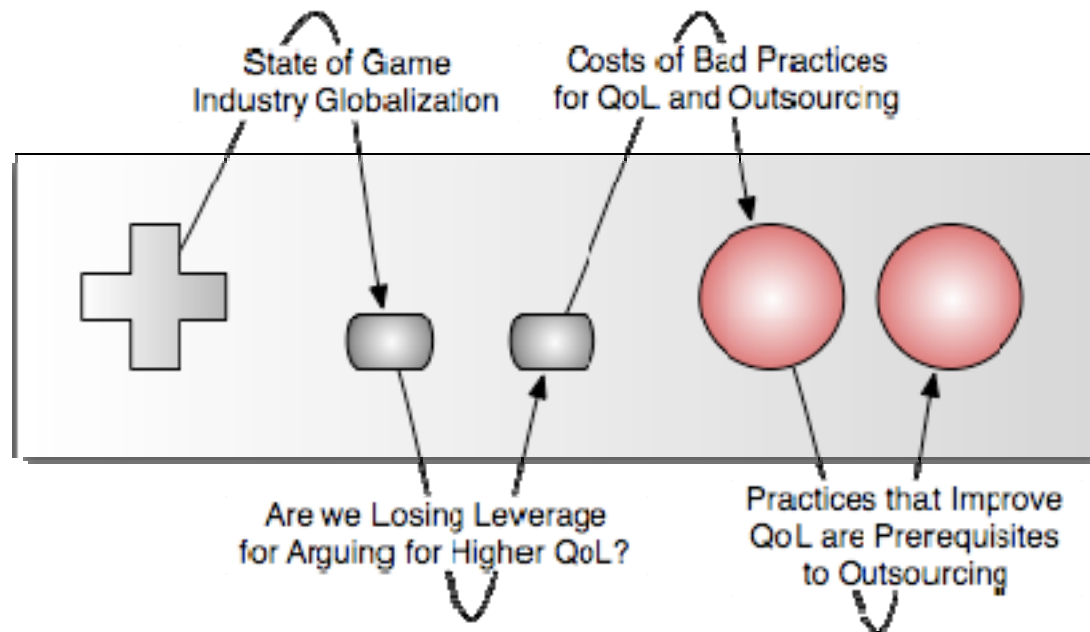 State of Game
Industry Globalization
Costs of Bad Practices
for QoL and Outsourcing
Are we Losing Leverage
for Arguing for Higher QoL?
Practices that Improve
QoL are Prerequisites
to Outsourcing